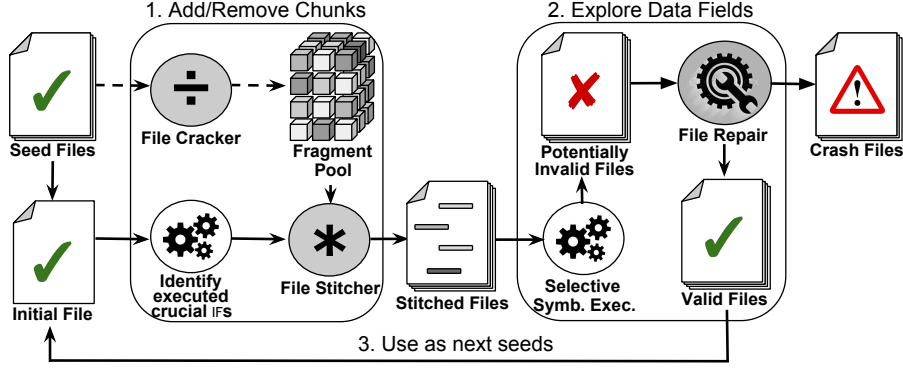 1. Add/Remove Chunks
2. Explore Data Fields
Seed Files
File Cracker
Fragment
Pool
Potentially
Invalid Files
File Repair
Crash Files
Initial File
Identify
executed
crucial IFs
File Stitcher
Stitched Files
Selective
Symb. Exec.
Valid Files
3. Use as next seeds